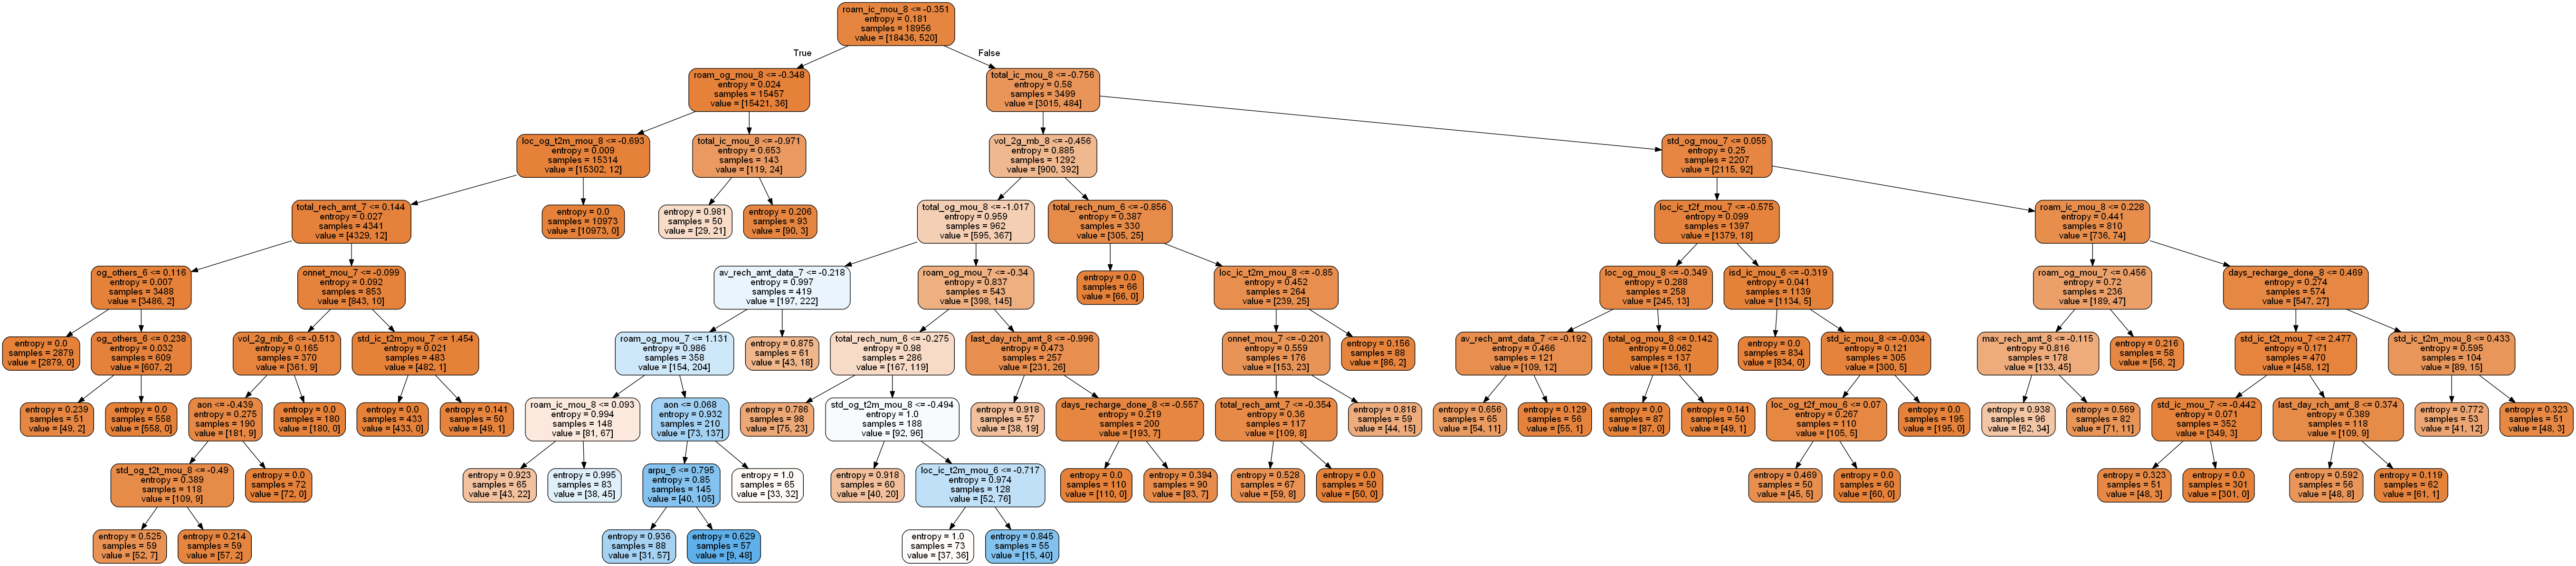 roam_ic_mou_8 <= -0.351
entropy = 0.181
samples = 18956
value = [18436, 520]
True
False
roam_og_mou_8 <= -0.348
entropy = 0.024
samples = 15457
value = [15421, 36]
total_ic_mou_8 <= -0.756
entropy = 0.58
samples = 3499
value = [3015, 484]
loc_og_t2m_mou_8 <= -0.693
entropy = 0.009
samples = 15314
value = [15302, 12]
total_ic_mou_8 <= -0.971
entropy = 0.653
samples = 143
value = [119, 24]
vol_2g_mb_8 <= -0.456
entropy = 0.885
samples = 1292
value = [900, 392]
std_og_mou_7 <= 0.055
entropy = 0.25
samples = 2207
value = [2115, 92]
total_rech_amt_7 <= 0.144
entropy = 0.027
samples = 4341
value = [4329, 12]
entropy = 0.0
samples = 10973
value = [10973, 0]
entropy = 0.981
samples = 50
value = [29, 21]
entropy = 0.206
samples = 93
value = [90, 3]
total_og_mou_8 <= -1.017
entropy = 0.959
samples = 962
value = [595, 367]
total_rech_num_6 <= -0.856
entropy = 0.387
samples = 330
value = [305, 25]
loc_ic_t2f_mou_7 <= -0.575
entropy = 0.099
samples = 1397
value = [1379, 18]
roam_ic_mou_8 <= 0.228
entropy = 0.441
samples = 810
value = [736, 74]
og_others_6 <= 0.116
entropy = 0.007
samples = 3488
value = [3486, 2]
onnet_mou_7 <= -0.099
entropy = 0.092
samples = 853
value = [843, 10]
av_rech_amt_data_7 <= -0.218
entropy = 0.997
samples = 419
value = [197, 222]
roam_og_mou_7 <= -0.34
entropy = 0.837
samples = 543
value = [398, 145]
entropy = 0.0
samples = 66
value = [66, 0]
loc_ic_t2m_mou_8 <= -0.85
entropy = 0.452
samples = 264
value = [239, 25]
loc_og_mou_8 <= -0.349
entropy = 0.288
samples = 258
value = [245, 13]
isd_ic_mou_6 <= -0.319
entropy = 0.041
samples = 1139
value = [1134, 5]
roam_og_mou_7 <= 0.456
entropy = 0.72
samples = 236
value = [189, 47]
days_recharge_done_8 <= 0.469
entropy = 0.274
samples = 574
value = [547, 27]
entropy = 0.0
samples = 2879
value = [2879, 0]
og_others_6 <= 0.238
entropy = 0.032
samples = 609
value = [607, 2]
vol_2g_mb_6 <= -0.513
entropy = 0.165
samples = 370
value = [361, 9]
std_ic_t2m_mou_7 <= 1.454
entropy = 0.021
samples = 483
value = [482, 1]
roam_og_mou_7 <= 1.131
entropy = 0.986
samples = 358
value = [154, 204]
entropy = 0.875
samples = 61
value = [43, 18]
total_rech_num_6 <= -0.275
entropy = 0.98
samples = 286
value = [167, 119]
last_day_rch_amt_8 <= -0.996
entropy = 0.473
samples = 257
value = [231, 26]
onnet_mou_7 <= -0.201
entropy = 0.559
samples = 176
value = [153, 23]
entropy = 0.156
samples = 88
value = [86, 2]
av_rech_amt_data_7 <= -0.192
entropy = 0.466
samples = 121
value = [109, 12]
total_og_mou_8 <= 0.142
entropy = 0.062
samples = 137
value = [136, 1]
entropy = 0.0
samples = 834
value = [834, 0]
std_ic_mou_8 <= -0.034
entropy = 0.121
samples = 305
value = [300, 5]
max_rech_amt_8 <= -0.115
entropy = 0.816
samples = 178
value = [133, 45]
entropy = 0.216
samples = 58
value = [56, 2]
std_ic_t2t_mou_7 <= 2.477
entropy = 0.171
samples = 470
value = [458, 12]
std_ic_t2m_mou_8 <= 0.433
entropy = 0.595
samples = 104
value = [89, 15]
entropy = 0.239
samples = 51
value = [49, 2]
entropy = 0.0
samples = 558
value = [558, 0]
aon <= -0.439
entropy = 0.275
samples = 190
value = [181, 9]
entropy = 0.0
samples = 180
value = [180, 0]
entropy = 0.0
samples = 433
value = [433, 0]
entropy = 0.141
samples = 50
value = [49, 1]
roam_ic_mou_8 <= 0.093
entropy = 0.994
samples = 148
value = [81, 67]
aon <= 0.068
entropy = 0.932
samples = 210
value = [73, 137]
entropy = 0.786
samples = 98
value = [75, 23]
std_og_t2m_mou_8 <= -0.494
entropy = 1.0
samples = 188
value = [92, 96]
entropy = 0.918
samples = 57
value = [38, 19]
days_recharge_done_8 <= -0.557
entropy = 0.219
samples = 200
value = [193, 7]
total_rech_amt_7 <= -0.354
entropy = 0.36
samples = 117
value = [109, 8]
entropy = 0.818
samples = 59
value = [44, 15]
entropy = 0.656
samples = 65
value = [54, 11]
entropy = 0.129
samples = 56
value = [55, 1]
entropy = 0.0
samples = 87
value = [87, 0]
entropy = 0.141
samples = 50
value = [49, 1]
loc_og_t2f_mou_6 <= 0.07
entropy = 0.267
samples = 110
value = [105, 5]
entropy = 0.0
samples = 195
value = [195, 0]
entropy = 0.938
samples = 96
value = [62, 34]
entropy = 0.569
samples = 82
value = [71, 11]
std_ic_mou_7 <= -0.442
entropy = 0.071
samples = 352
value = [349, 3]
last_day_rch_amt_8 <= 0.374
entropy = 0.389
samples = 118
value = [109, 9]
entropy = 0.772
samples = 53
value = [41, 12]
entropy = 0.323
samples = 51
value = [48, 3]
std_og_t2t_mou_8 <= -0.49
entropy = 0.389
samples = 118
value = [109, 9]
entropy = 0.0
samples = 72
value = [72, 0]
entropy = 0.923
samples = 65
value = [43, 22]
entropy = 0.995
samples = 83
value = [38, 45]
arpu_6 <= 0.795
entropy = 0.85
samples = 145
value = [40, 105]
entropy = 1.0
samples = 65
value = [33, 32]
entropy = 0.918
samples = 60
value = [40, 20]
loc_ic_t2m_mou_6 <= -0.717
entropy = 0.974
samples = 128
value = [52, 76]
entropy = 0.0
samples = 110
value = [110, 0]
entropy = 0.394
samples = 90
value = [83, 7]
entropy = 0.528
samples = 67
value = [59, 8]
entropy = 0.0
samples = 50
value = [50, 0]
entropy = 0.469
samples = 50
value = [45, 5]
entropy = 0.0
samples = 60
value = [60, 0]
entropy = 0.323
samples = 51
value = [48, 3]
entropy = 0.0
samples = 301
value = [301, 0]
entropy = 0.592
samples = 56
value = [48, 8]
entropy = 0.119
samples = 62
value = [61, 1]
entropy = 0.525
samples = 59
value = [52, 7]
entropy = 0.214
samples = 59
value = [57, 2]
entropy = 0.936
samples = 88
value = [31, 57]
entropy = 0.629
samples = 57
value = [9, 48]
entropy = 1.0
samples = 73
value = [37, 36]
entropy = 0.845
samples = 55
value = [15, 40]